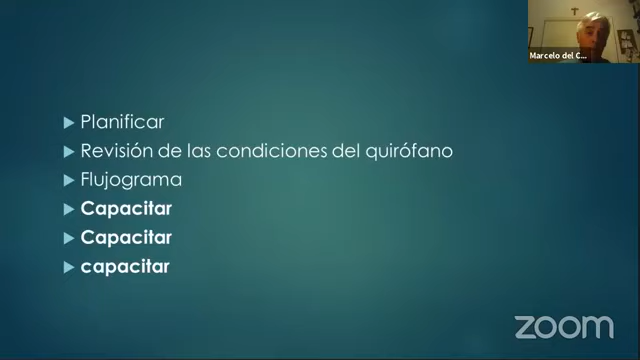 Marcelo del C...
Planificar
Revisión de las condiciones del quirófano
Flujograma
Capacitar
Capacitar
capacitar
zoom